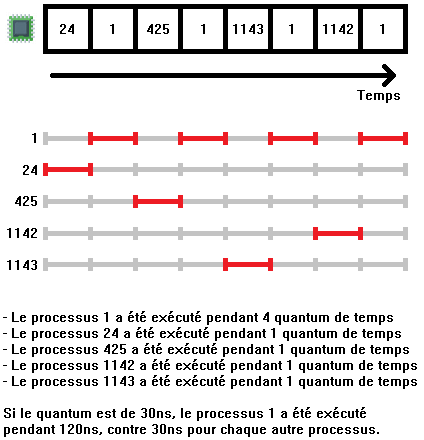 24 1 425 1 1143 1 1142 1
Temps
1
24
425
1142
1143
- Le processus 1 a été exécuté pendant 4 quantum de temps
- Le processus 24 a été exécuté pendant 1 quantum de temps
- Le processus 425 a été exécuté pendant 1 quantum de temps
- Le processus 1142 a été exécuté pendant 1 quantum de temps
- Le processus 1143 a été exécuté pendant 1 quantum de temps
Si le quantum est de 30ns, le processus 1 a été exécuté
pendant 120ns, contre 30ns pour chaque autre processus.